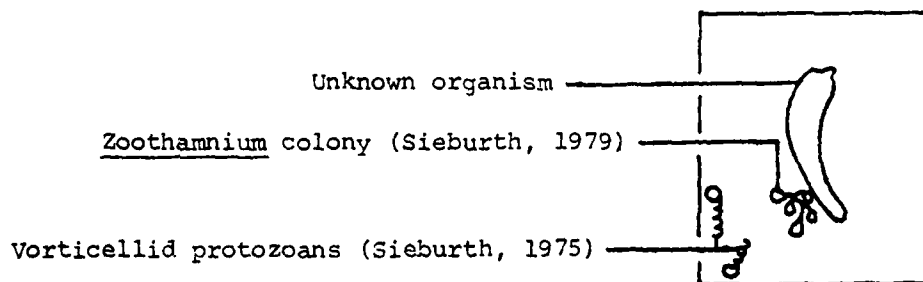 Unknown organism
Zoothamnium colony (Sieburth, 1979)
Vorticellid protozoans (Sieburth, 1975)